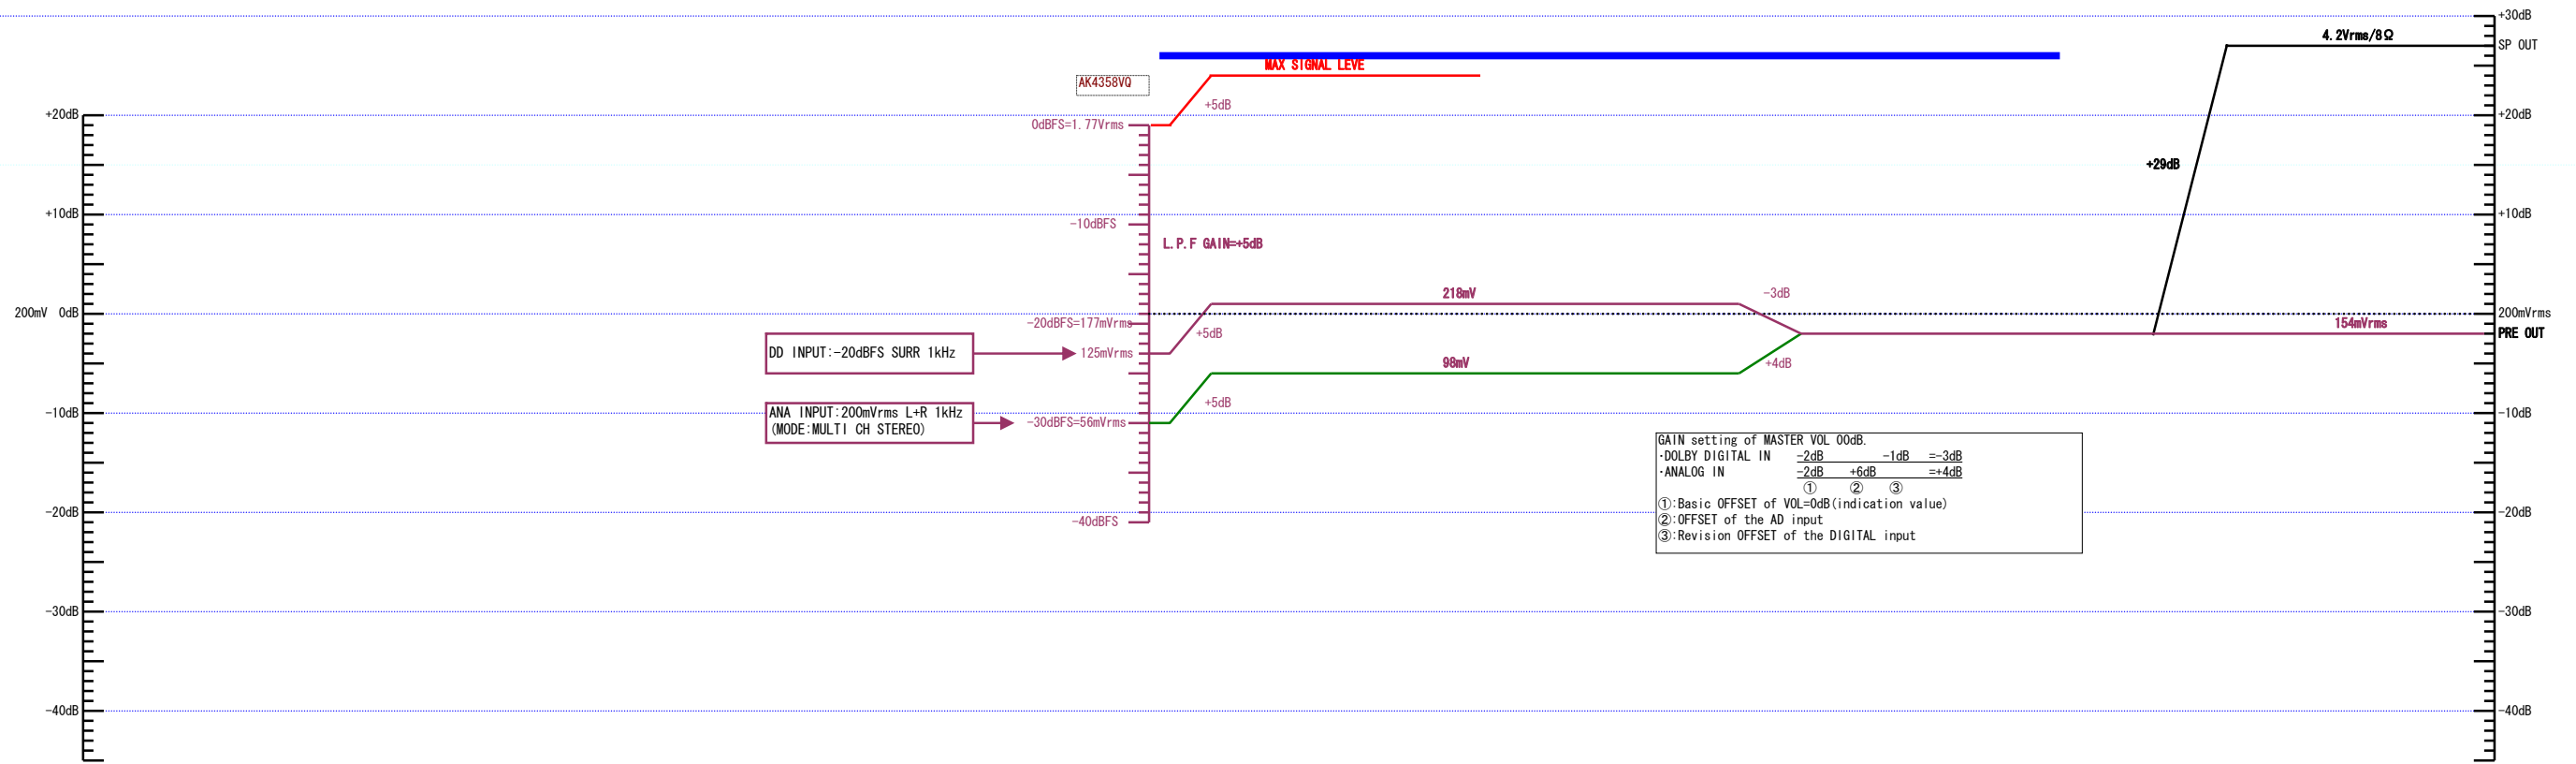 +30dB
4.2Vrms/8Ω
SP OUT
MAX SIGNAL LEVE
AK4358VQ
+5dB
+20dB
+20dB
0dBFS=1.77Vrms
+29dB
+10dB
+10dB
-10dBFS
L.P.F GAIN=+5dB
218mV
-3dB
200mV 0dB
200mVrms
-20dBFS=177mVrms
154mVrms
+5dB
PRE OUT
DD INPUT:-20dBFS SURR 1kHz
125mVrms
98mV
+4dB
+5dB
-10dB
-10dB
ANA INPUT:200mVrms L+R 1kHz
(MODE:MULTI CH STEREO)
-30dBFS=56mVrms
GAIN setting of MASTER VOL 00dB.
·DOLBY DIGITAL IN -2dB -1dB =-3dB
·ANALOG IN -2dB +6dB =+4dB
① ② ③
①:Basic OFFSET of VOL=0dB(indication value)
②:OFFSET of the AD input
③:Revision OFFSET of the DIGITAL input
-20dB
-20dB
-40dBFS
-30dB
-30dB
-40dB
-40dB